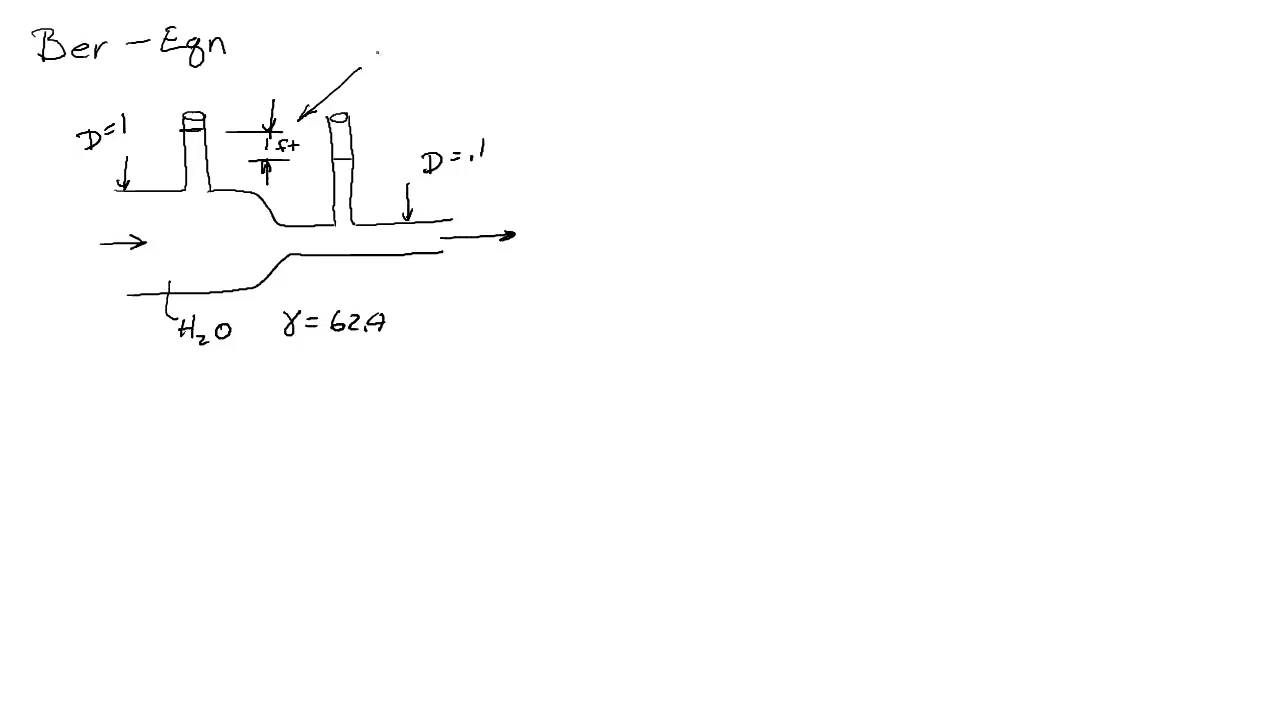 Ber - Eqn
D=1
1 ft
D=.1
H₂O
γ = 62.4